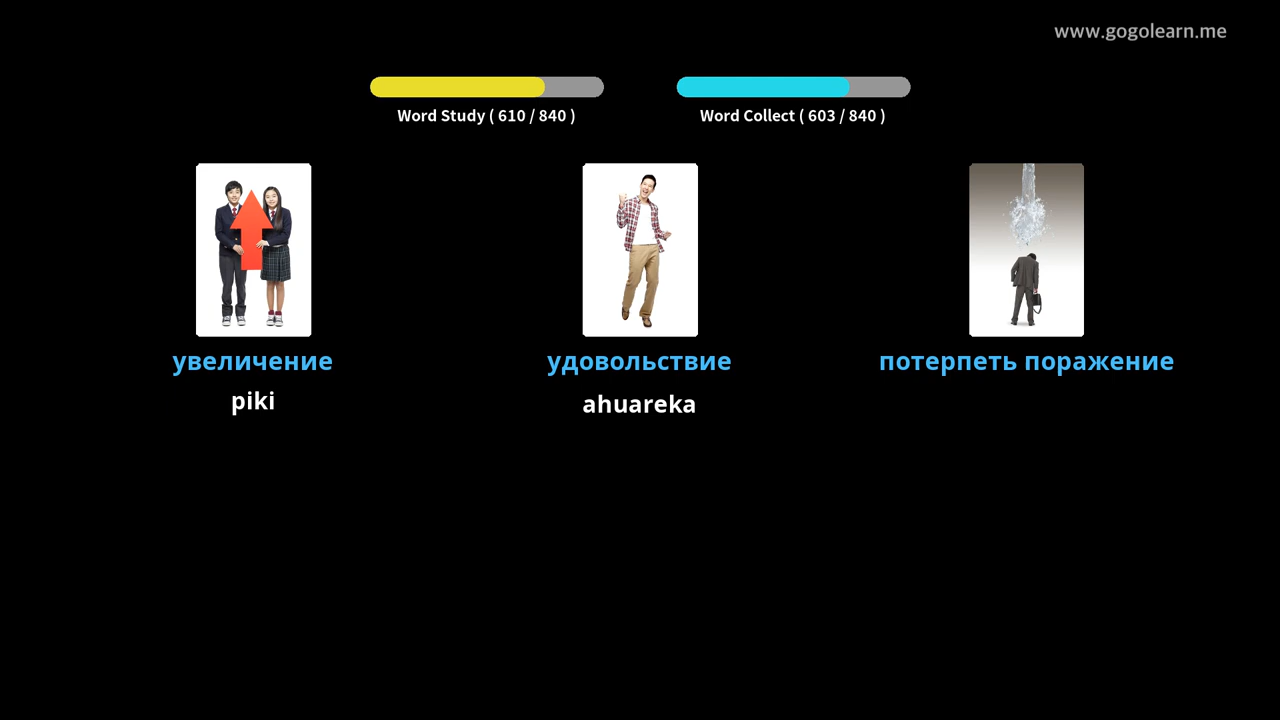 www.gogolearn.me
Word Study ( 610 / 840 )
Word Collect ( 603 / 840 )
увеличение
piki
удовольствие
ahuareka
потерпеть поражение